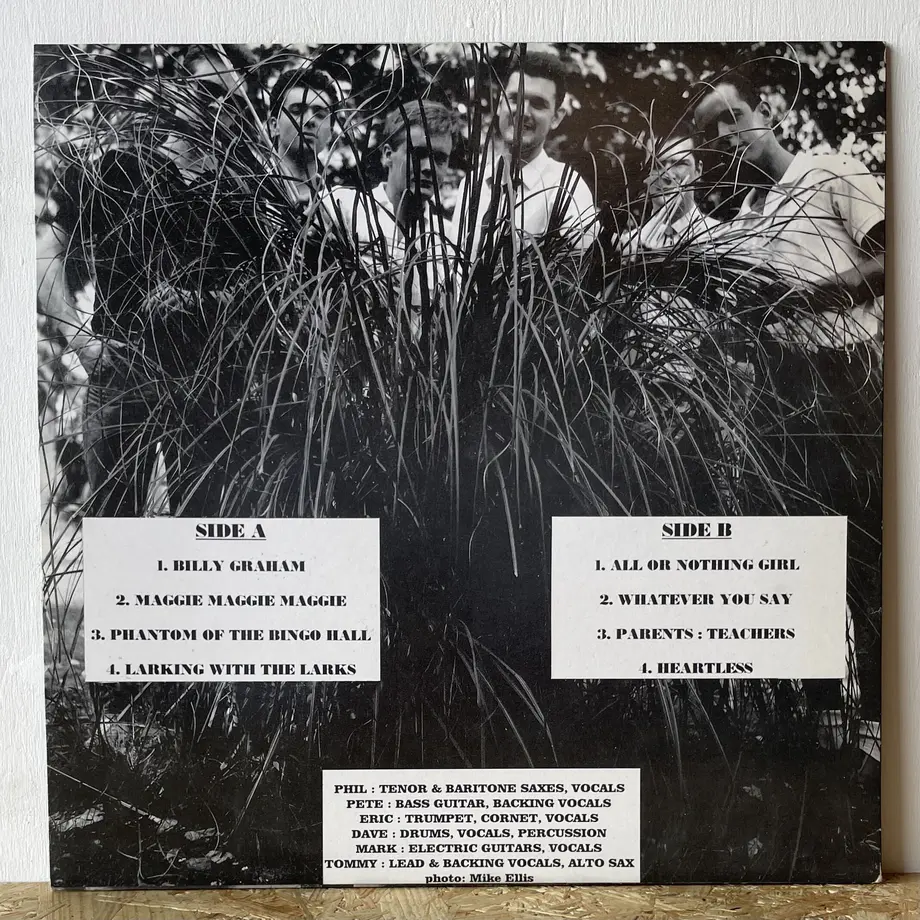 SIDE A
1. BILLY GRAHAM
2. MAGGIE MAGGIE MAGGIE
3. PHANTOM OF THE BINGO HALL
4. LARKING WITH THE LARKS
SIDE B
1. ALL OR NOTHING GIRL
2. WHATEVER YOU SAY
3. PARENTS : TEACHERS
4. HEARTLESS
PHIL : TENOR & BARITONE SAXES, VOCALS
PETE : BASS GUITAR, BACKING VOCALS
ERIC : TRUMPET, CORNET, VOCALS
DAVE : DRUMS, VOCALS, PERCUSSION
MARK : ELECTRIC GUITARS, VOCALS
TOMMY : LEAD & BACKING VOCALS, ALTO SAX
photo: Mike Ellis